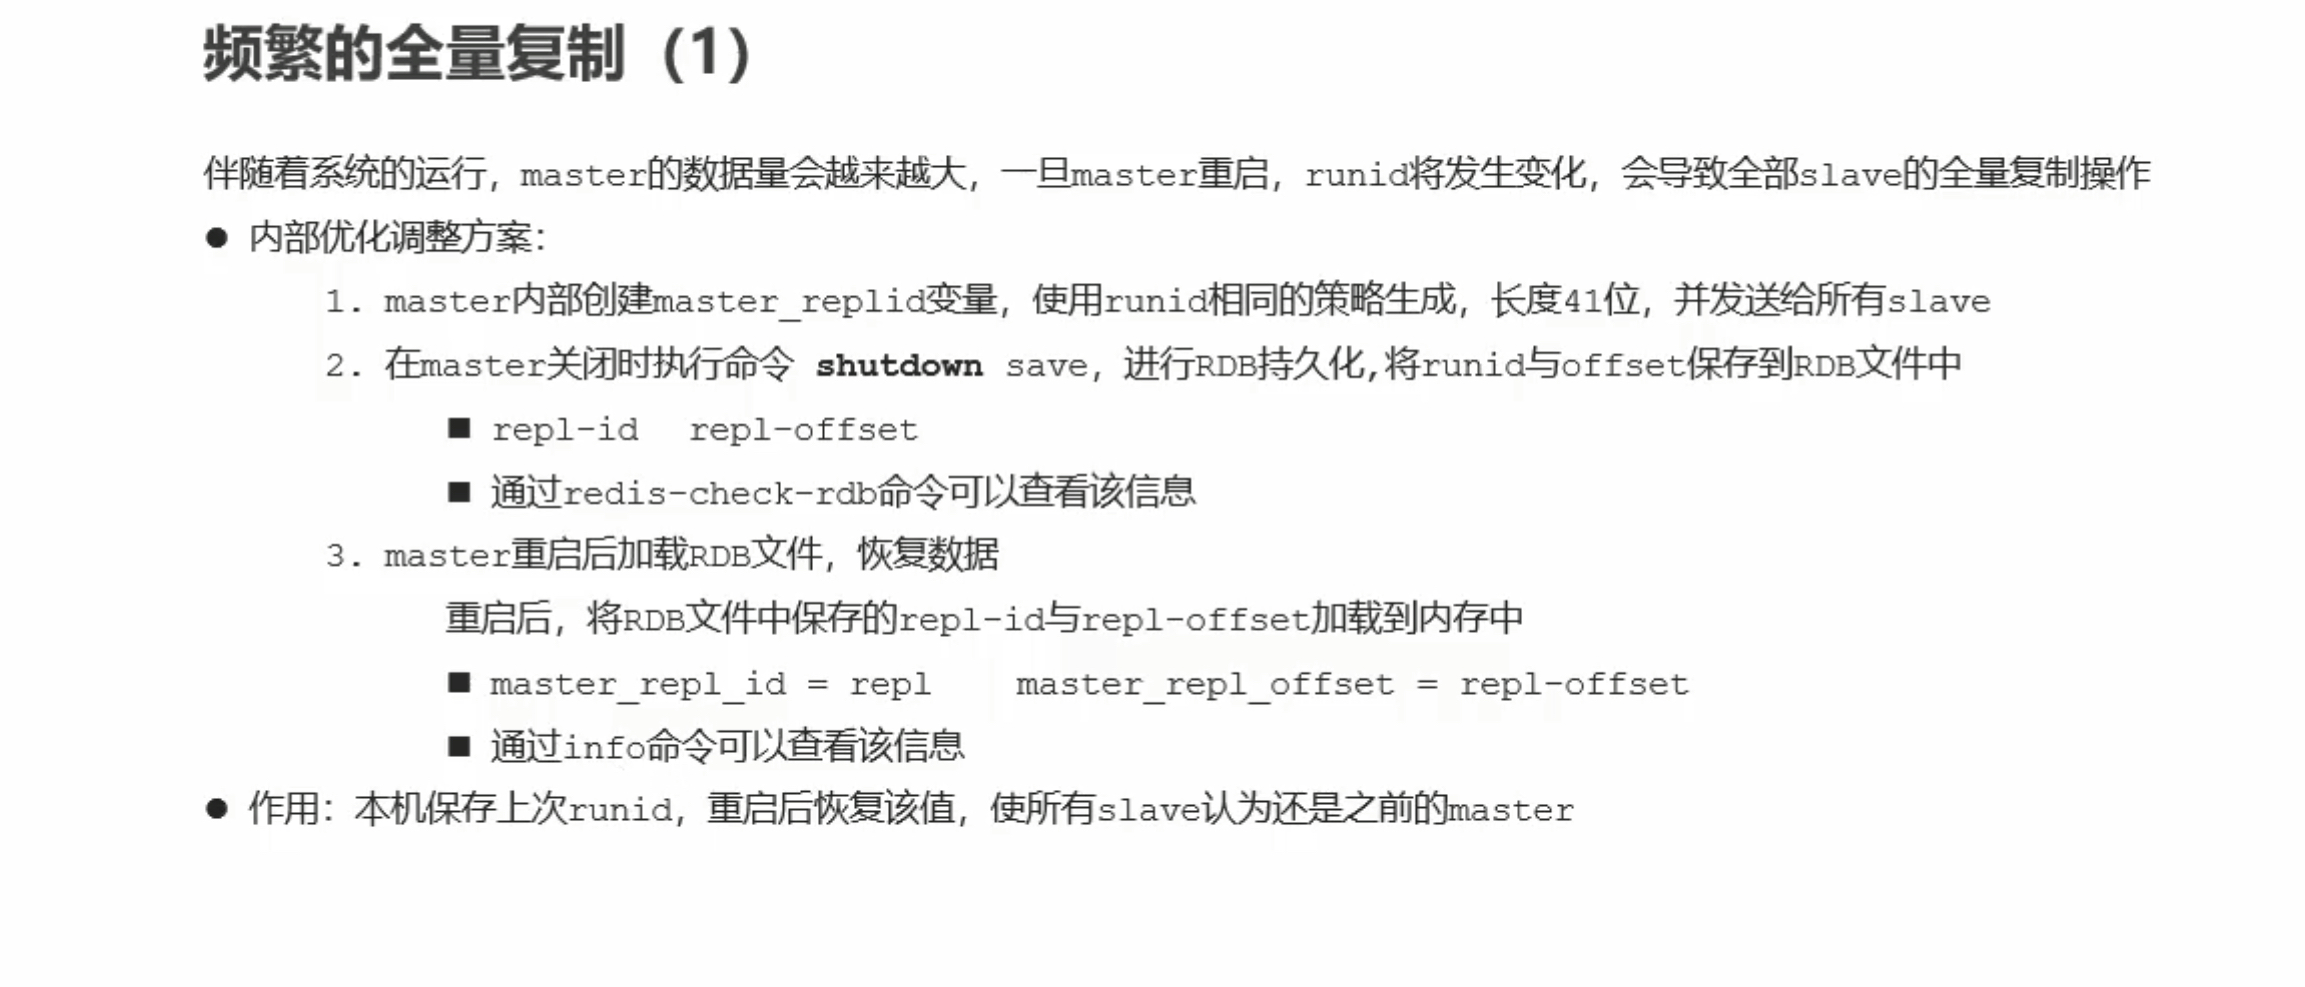 频繁的全量复制（1）
伴随着系统的运行，master的数据量会越来越大，一旦master重启，runid将发生变化，会导致全部slave的全量复制操作
● 内部优化调整方案：
1. master内部创建master_replid变量，使用runid相同的策略生成，长度41位，并发送给所有slave
2. 在master关闭时执行命令 shutdown save，进行RDB持久化,将runid与offset保存到RDB文件中
■ repl-id repl-offset
■ 通过redis-check-rdb命令可以查看该信息
3. master重启后加载RDB文件，恢复数据
重启后，将RDB文件中保存的repl-id与repl-offset加载到内存中
■ master_repl_id = repl master_repl_offset = repl-offset
■ 通过info命令可以查看该信息
● 作用：本机保存上次runid，重启后恢复该值，使所有slave认为还是之前的master